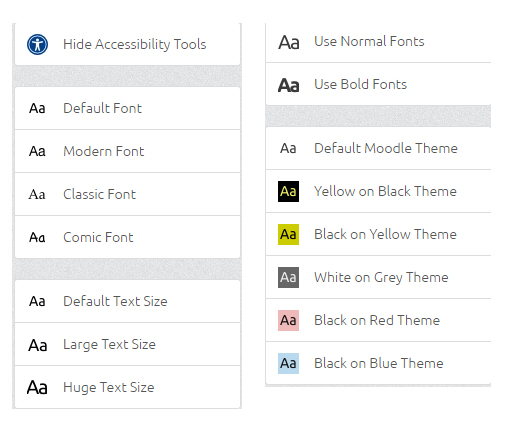 Hide Accessibility Tools
Aa Default Font
Aa Modern Font
Aa Classic Font
Aa Comic Font
Aa Default Text Size
Aa Large Text Size
Aa Huge Text Size
Aa Use Normal Fonts
Aa Use Bold Fonts
Aa Default Moodle Theme
Aa Yellow on Black Theme
Aa Black on Yellow Theme
Aa White on Grey Theme
Aa Black on Red Theme
Aa Black on Blue Theme